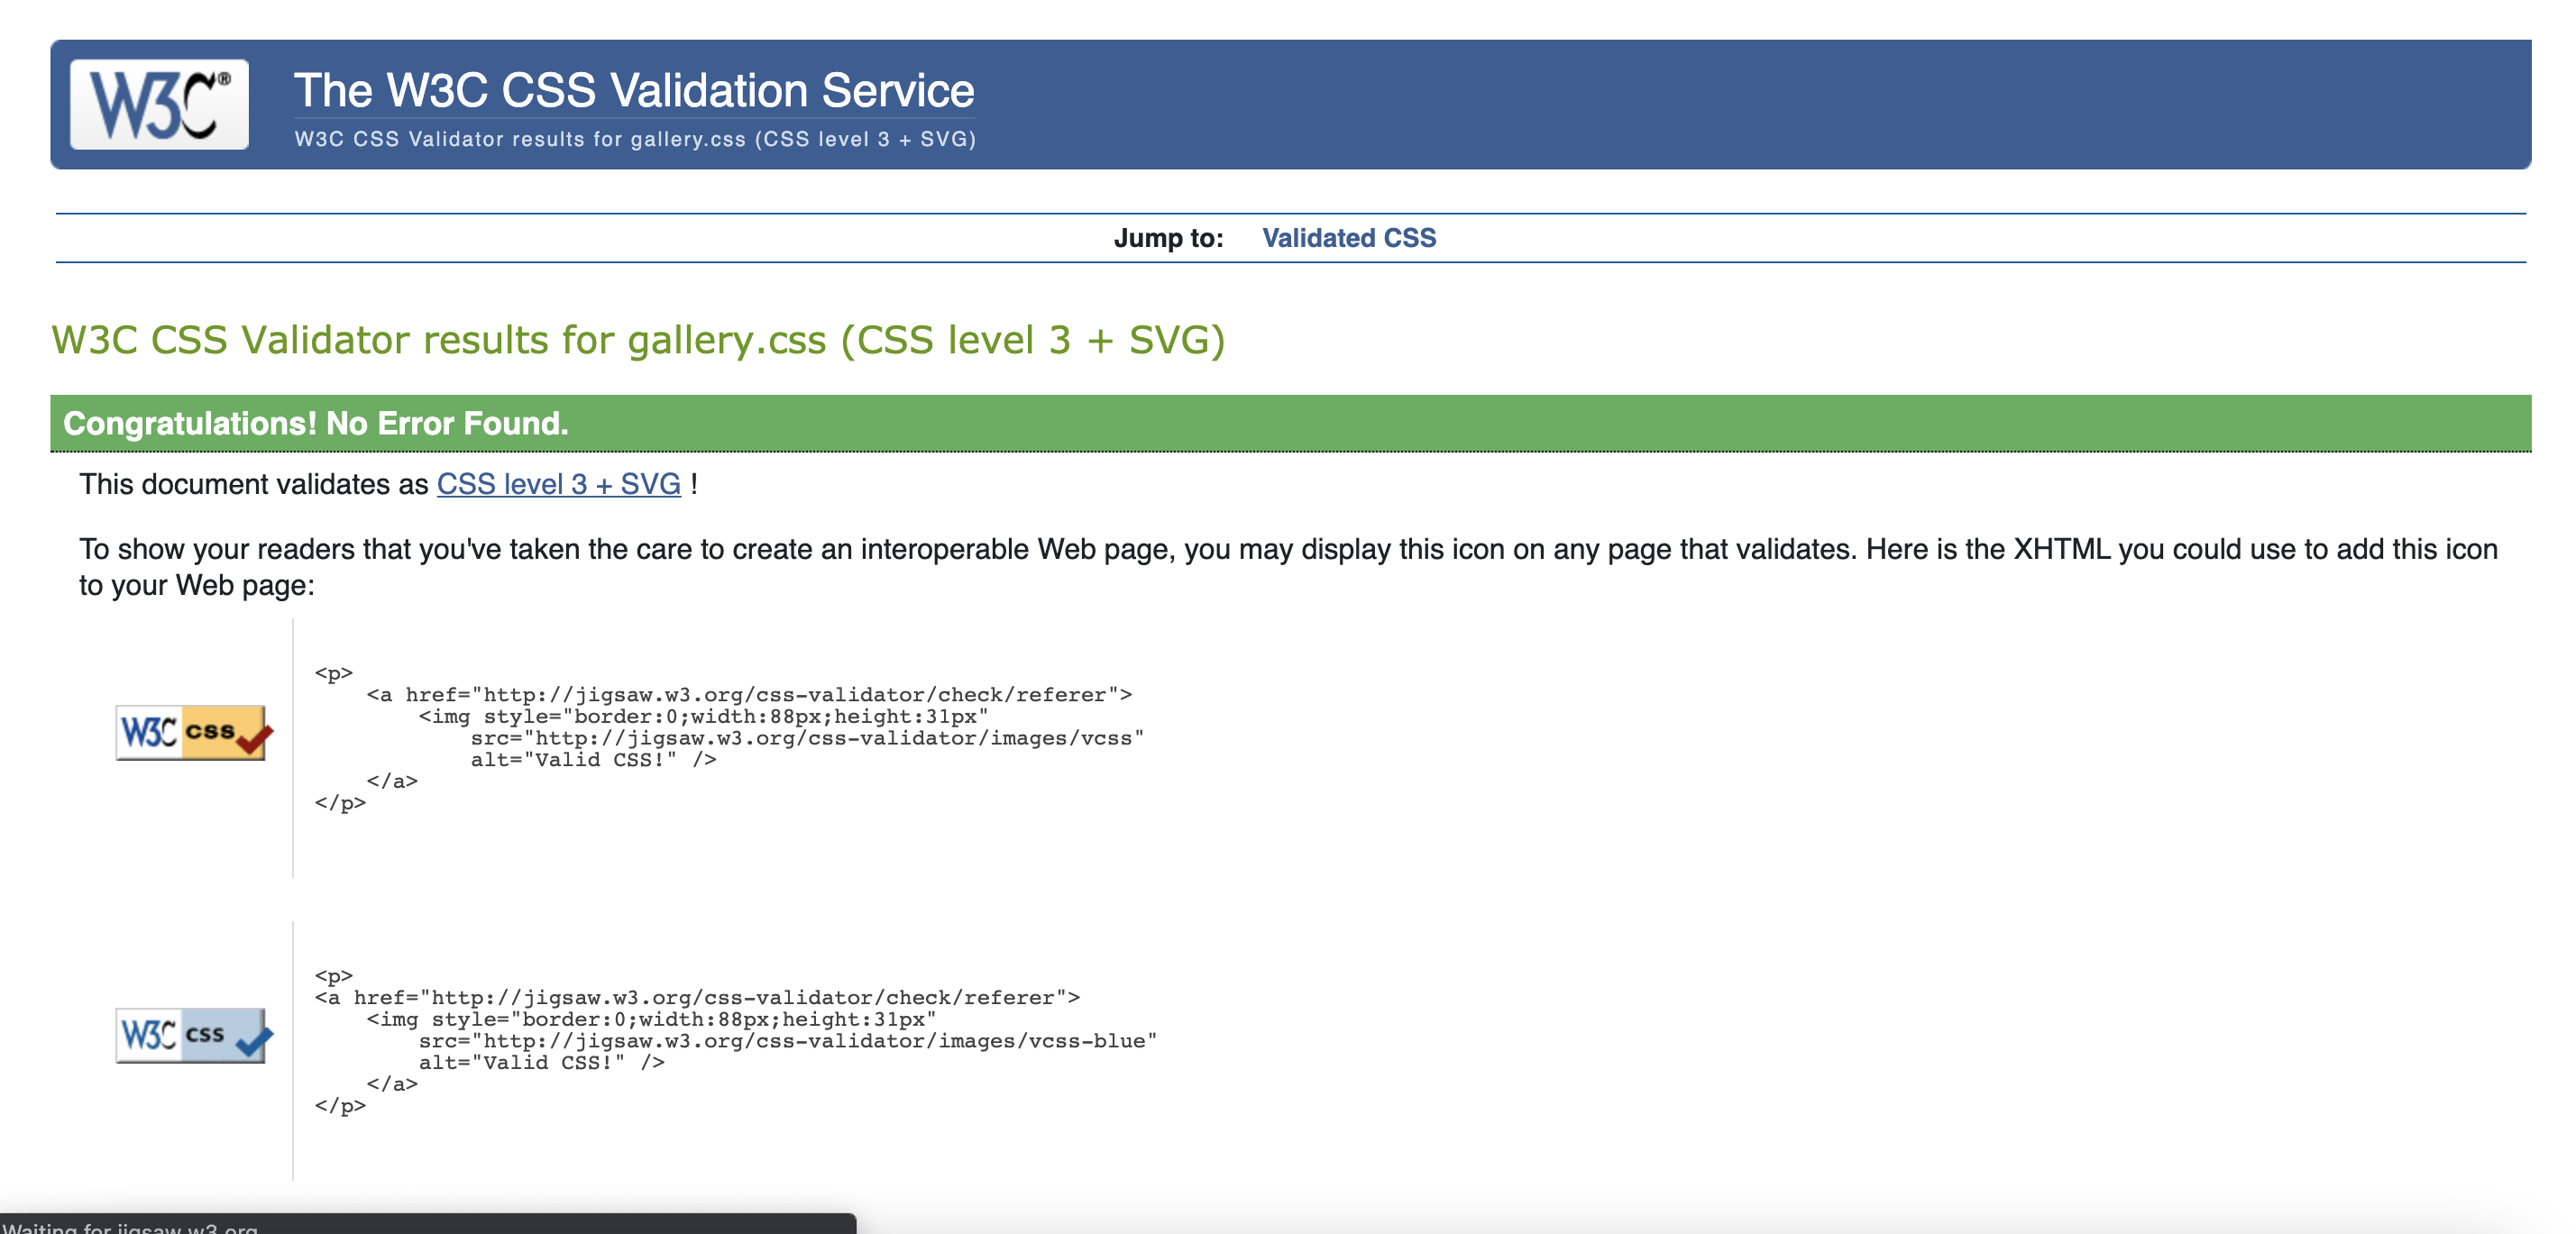 W3C®
The W3C CSS Validation Service
W3C CSS Validator results for gallery.css (CSS level 3 + SVG)
Jump to: Validated CSS
W3C CSS Validator results for gallery.css (CSS level 3 + SVG)
Congratulations! No Error Found.
This document validates as CSS level 3 + SVG !
To show your readers that you've taken the care to create an interoperable Web page, you may display this icon on any page that validates. Here is the XHTML you could use to add this icon
to your Web page:
<p>
<a href="http://jigsaw.w3.org/css-validator/check/referer">
<img style="border:0;width:88px;height:31px"
W3C css
src="http://jigsaw.w3.org/css-validator/images/vcss"
alt="Valid CSS!" />
</a>
</p>
<p>
<a href="http://jigsaw.w3.org/css-validator/check/referer">
<img style="border:0;width:88px;height:31px"
W3C css
src="http://jigsaw.w3.org/css-validator/images/vcss-blue"
alt="Valid CSS!" />
</a>
</p>
Waiting for jigsaw.w3.org